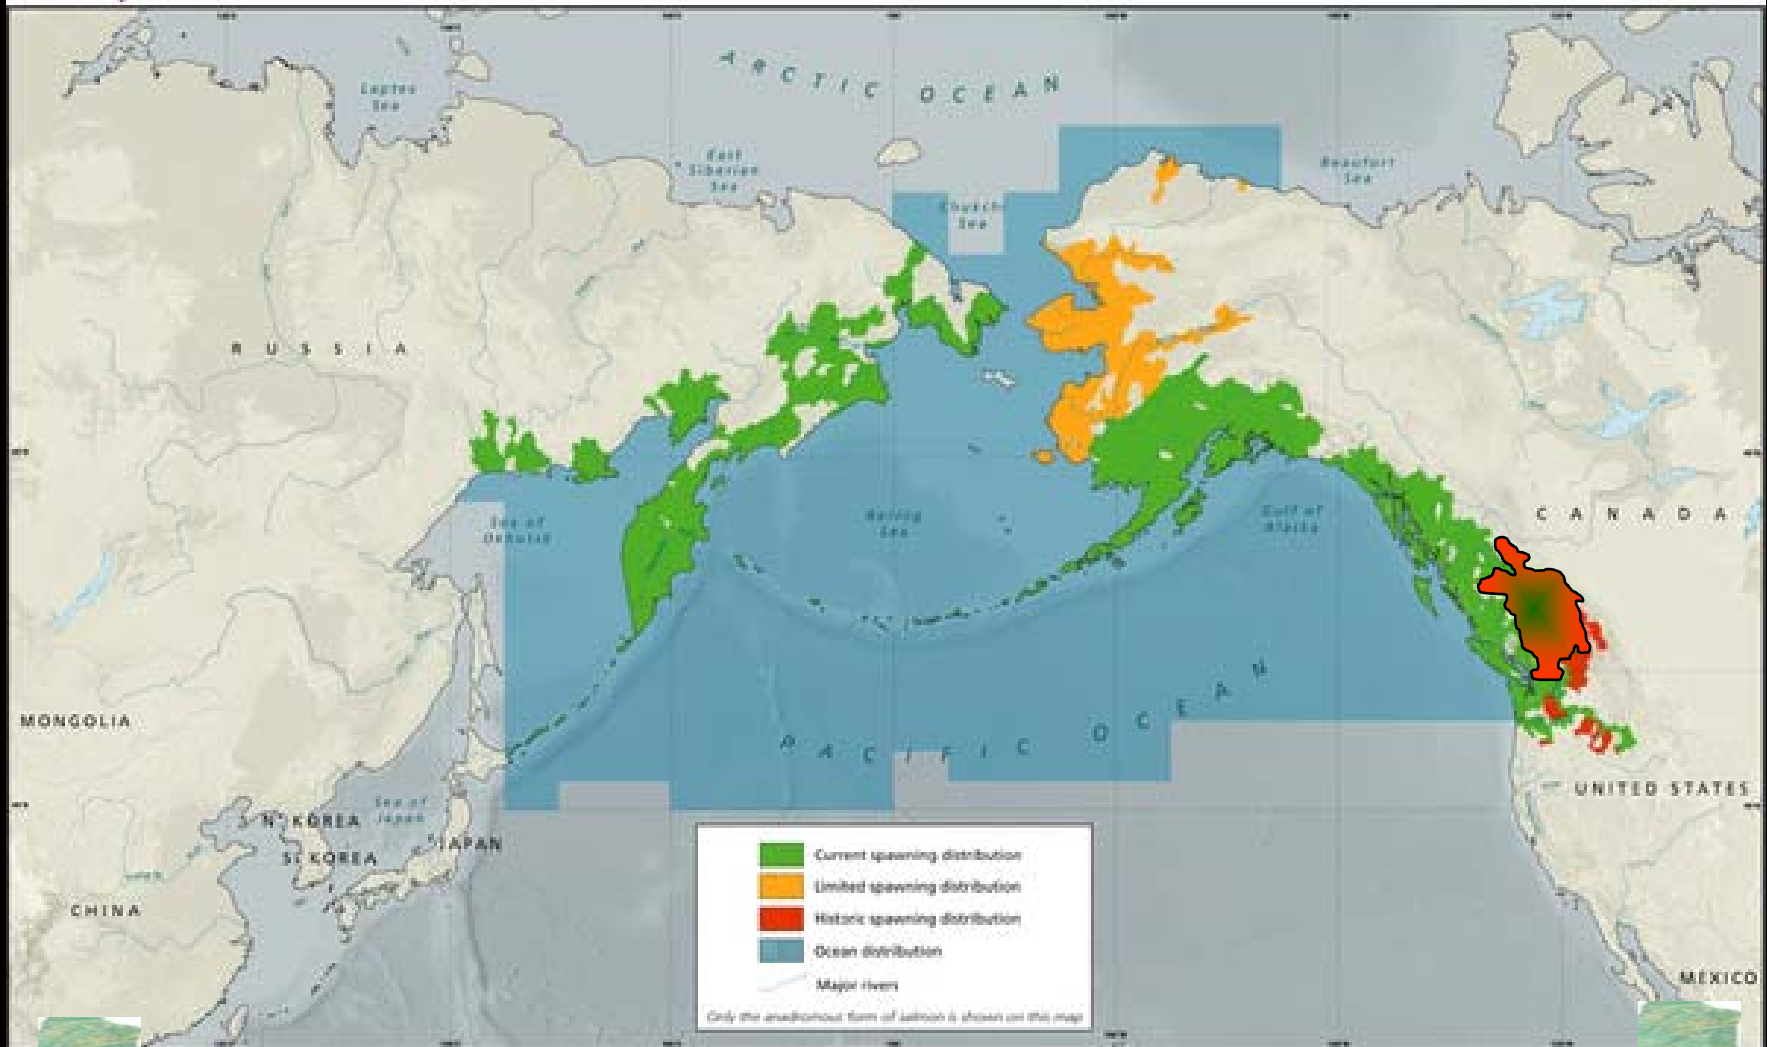 ARCTIC OCEAN
Laptev
Sea
East
Siberian
Sea
Beaufort
Sea
Chukchi
Sea
RUSSIA
CANADA
Sea of
Okhotsk
Bering
Sea
Gulf of
Alaska
PACIFIC OCEAN
MONGOLIA
UNITED STATES
Sea of
Japan
N. KOREA
JAPAN
S. KOREA
CHINA
MEXICO
Current spawning distribution
Limited spawning distribution
Historic spawning distribution
Ocean distribution
Major rivers
Only the anadromous form of salmon is shown on this map